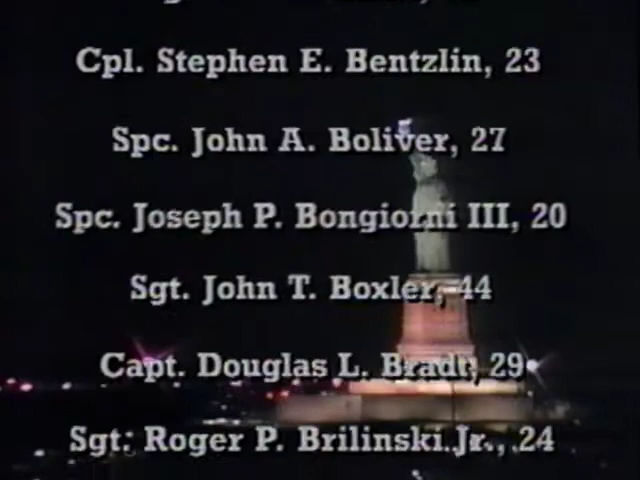 Cpl. Stephen E. Bentzlin, 23
Spc. John A. Boliver, 27
Spc. Joseph P. Bongiorni III, 20
Sgt. John T. Boxler, 44
Capt. Douglas L. Bradt, 29
Sgt. Roger P. Brilinski Jr., 24